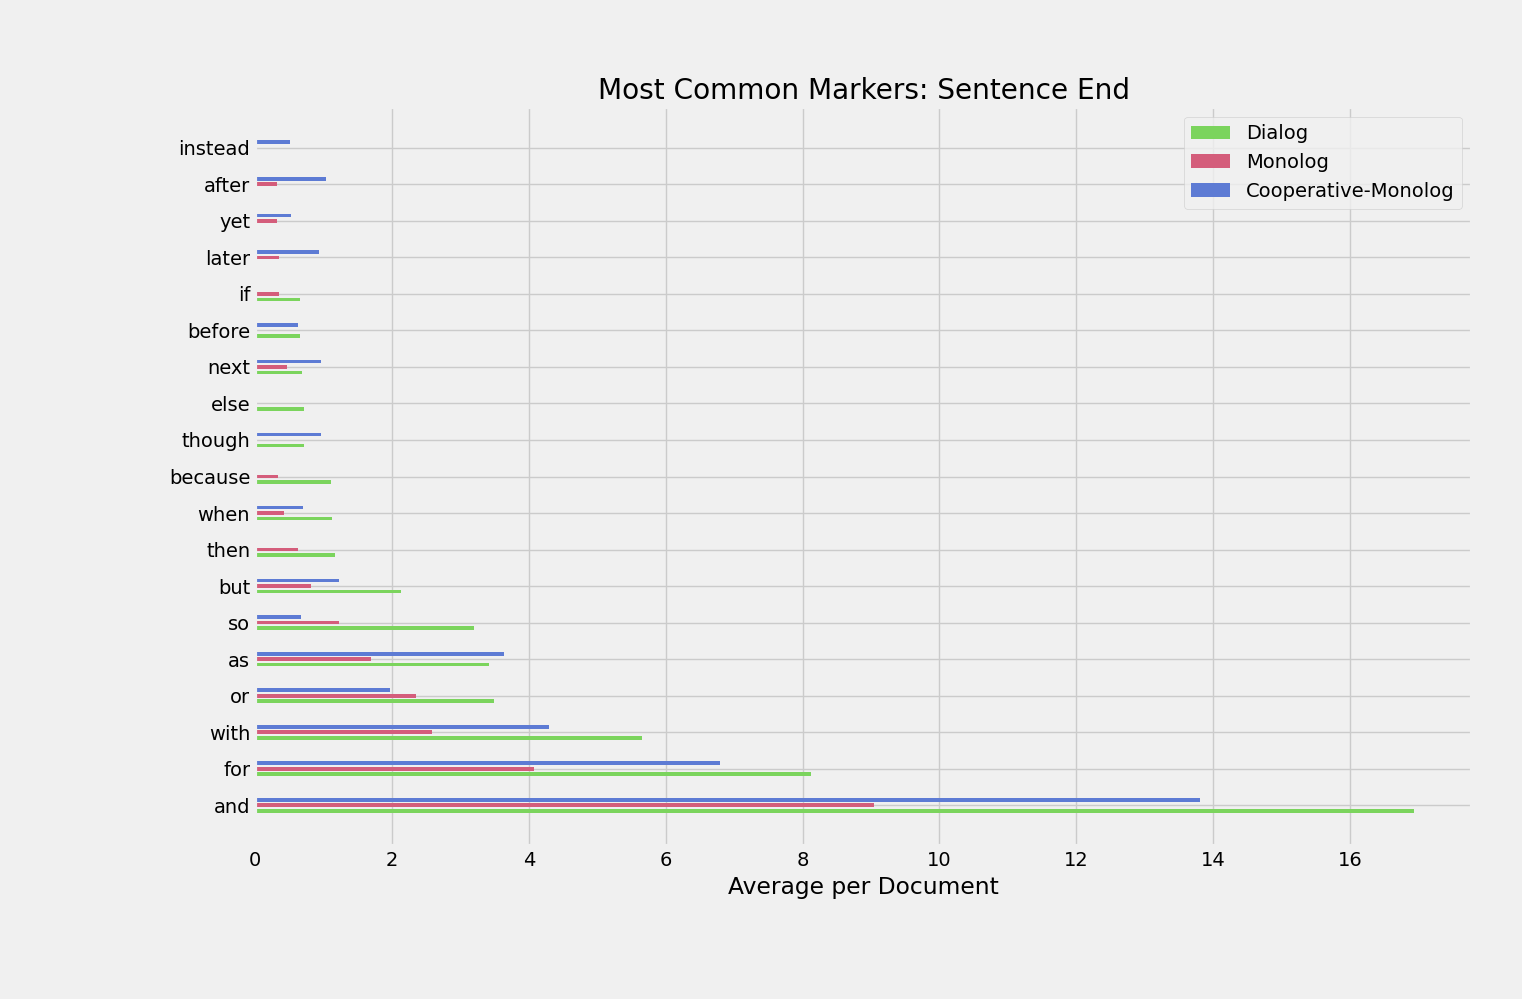 Most Common Markers: Sentence End
Dialog
Monolog
Cooperative-Monolog
instead
after
yet
later
if
before
next
else
though
because
when
then
but
so
as
or
with
for
and
0 2 4 6 8 10 12 14 16
Average per Document